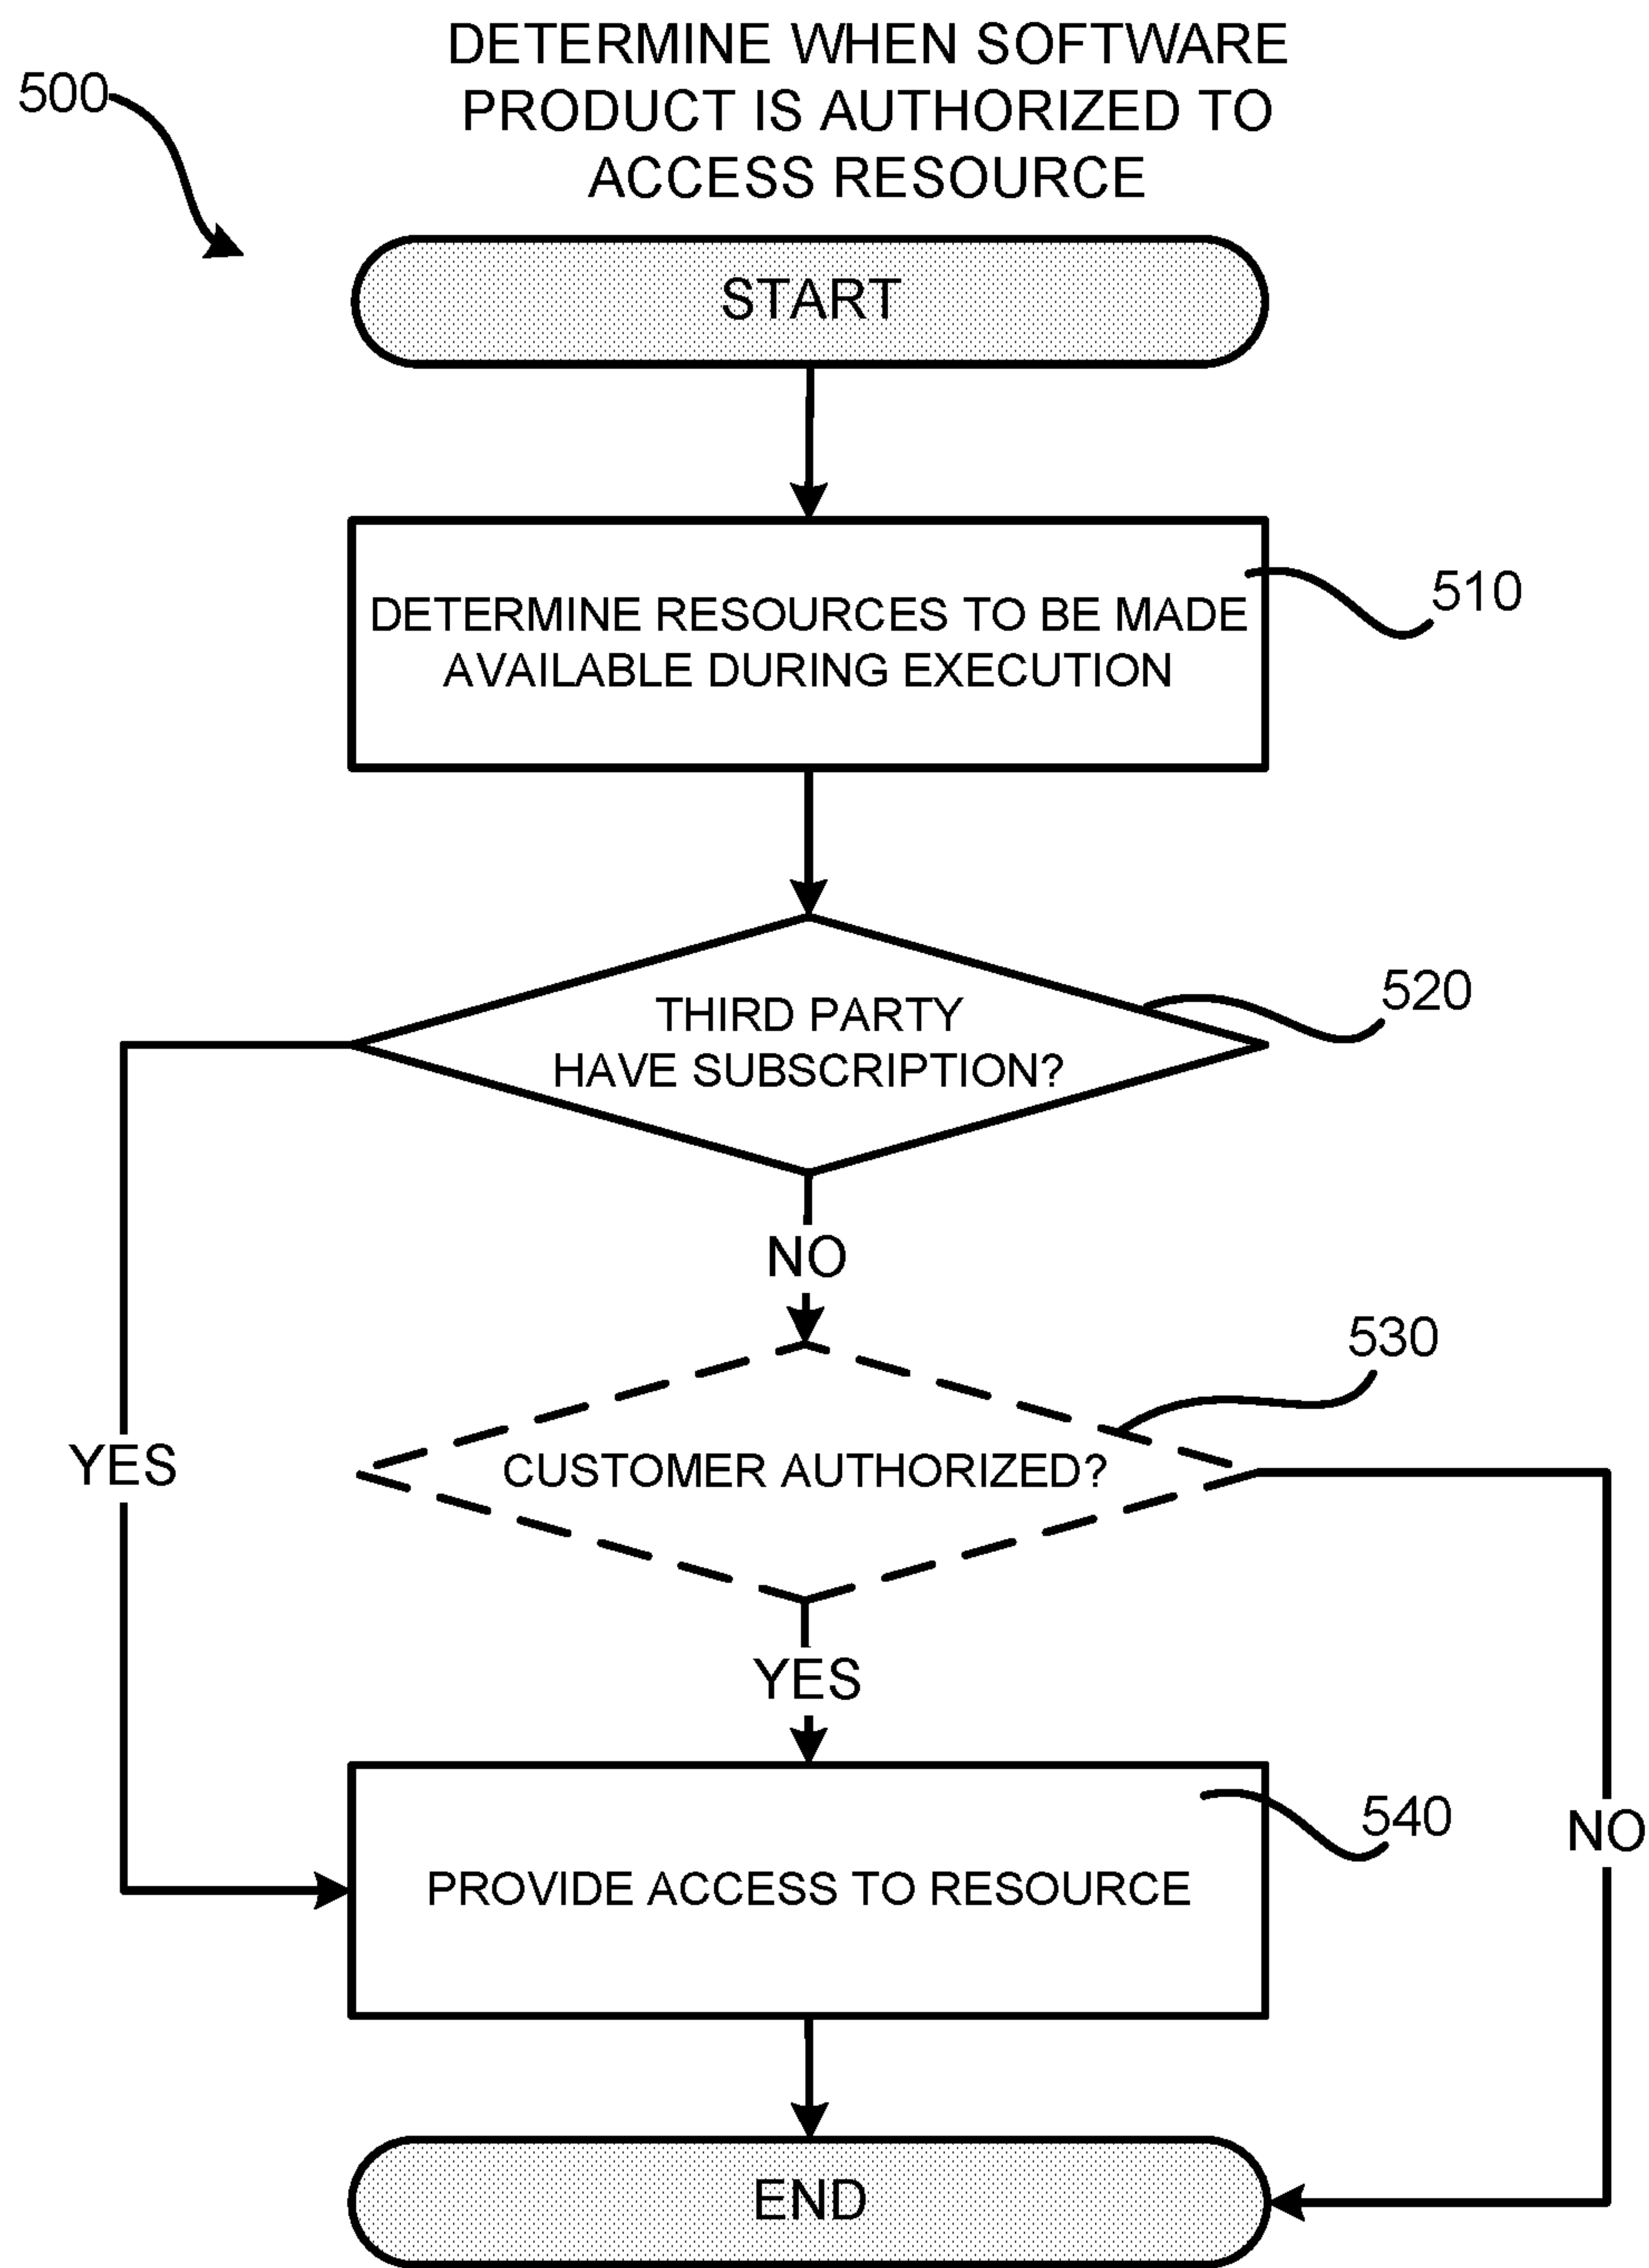 DETERMINE WHEN SOFTWARE
PRODUCT IS AUTHORIZED TO
ACCESS RESOURCE
500
START
DETERMINE RESOURCES TO BE MADE
AVAILABLE DURING EXECUTION
510
THIRD PARTY
HAVE SUBSCRIPTION?
520
NO
530
CUSTOMER AUTHORIZED?
YES
YES
540
NO
PROVIDE ACCESS TO RESOURCE
END